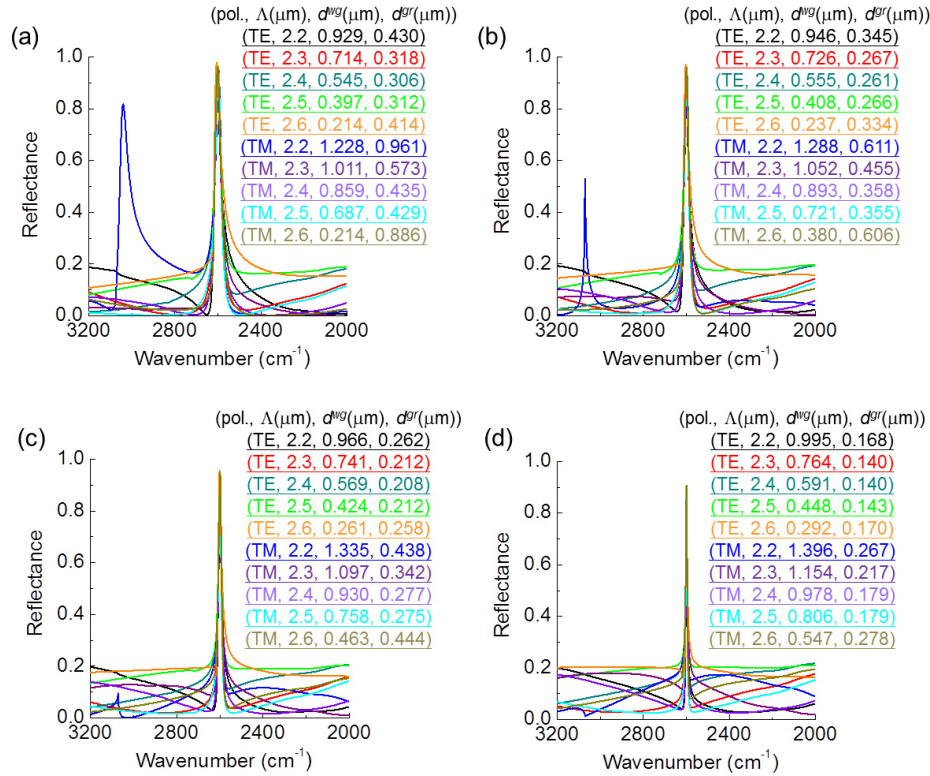 (a)
(pol., Λ(μm), d^wg(μm), d^gr(μm))
(TE, 2.2, 0.929, 0.430)
(TE, 2.3, 0.714, 0.318)
(TE, 2.4, 0.545, 0.306)
(TE, 2.5, 0.397, 0.312)
(TE, 2.6, 0.214, 0.414)
(TM, 2.2, 1.228, 0.961)
(TM, 2.3, 1.011, 0.573)
(TM, 2.4, 0.859, 0.435)
(TM, 2.5, 0.687, 0.429)
(TM, 2.6, 0.214, 0.886)
Reflectance
1.0
0.8
0.6
0.4
0.2
0.0
3200 2800 2400 2000
Wavenumber (cm⁻¹)
(b)
(pol., Λ(μm), d^wg(μm), d^gr(μm))
(TE, 2.2, 0.946, 0.345)
(TE, 2.3, 0.726, 0.267)
(TE, 2.4, 0.555, 0.261)
(TE, 2.5, 0.408, 0.266)
(TE, 2.6, 0.237, 0.334)
(TM, 2.2, 1.288, 0.611)
(TM, 2.3, 1.052, 0.455)
(TM, 2.4, 0.893, 0.358)
(TM, 2.5, 0.721, 0.355)
(TM, 2.6, 0.380, 0.606)
Reflectance
1.0
0.8
0.6
0.4
0.2
0.0
3200 2800 2400 2000
Wavenumber (cm⁻¹)
(c)
(pol., Λ(μm), d^wg(μm), d^gr(μm))
(TE, 2.2, 0.966, 0.262)
(TE, 2.3, 0.741, 0.212)
(TE, 2.4, 0.569, 0.208)
(TE, 2.5, 0.424, 0.212)
(TE, 2.6, 0.261, 0.258)
(TM, 2.2, 1.335, 0.438)
(TM, 2.3, 1.097, 0.342)
(TM, 2.4, 0.930, 0.277)
(TM, 2.5, 0.758, 0.275)
(TM, 2.6, 0.463, 0.444)
Reflectance
1.0
0.8
0.6
0.4
0.2
0.0
3200 2800 2400 2000
Wavenumber (cm⁻¹)
(d)
(pol., Λ(μm), d^wg(μm), d^gr(μm))
(TE, 2.2, 0.995, 0.168)
(TE, 2.3, 0.764, 0.140)
(TE, 2.4, 0.591, 0.140)
(TE, 2.5, 0.448, 0.143)
(TE, 2.6, 0.292, 0.170)
(TM, 2.2, 1.396, 0.267)
(TM, 2.3, 1.154, 0.217)
(TM, 2.4, 0.978, 0.179)
(TM, 2.5, 0.806, 0.179)
(TM, 2.6, 0.547, 0.278)
Reflectance
1.0
0.8
0.6
0.4
0.2
0.0
3200 2800 2400 2000
Wavenumber (cm⁻¹)